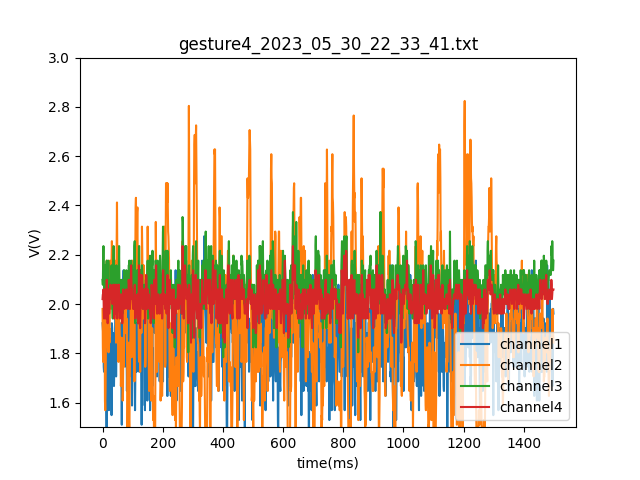 gesture4_2023_05_30_22_33_41.txt
3.0
2.8
2.6
2.4
2.2
2.0
1.8
1.6
V(V)
channel1
channel2
channel3
channel4
0 200 400 600 800 1000 1200 1400
time(ms)